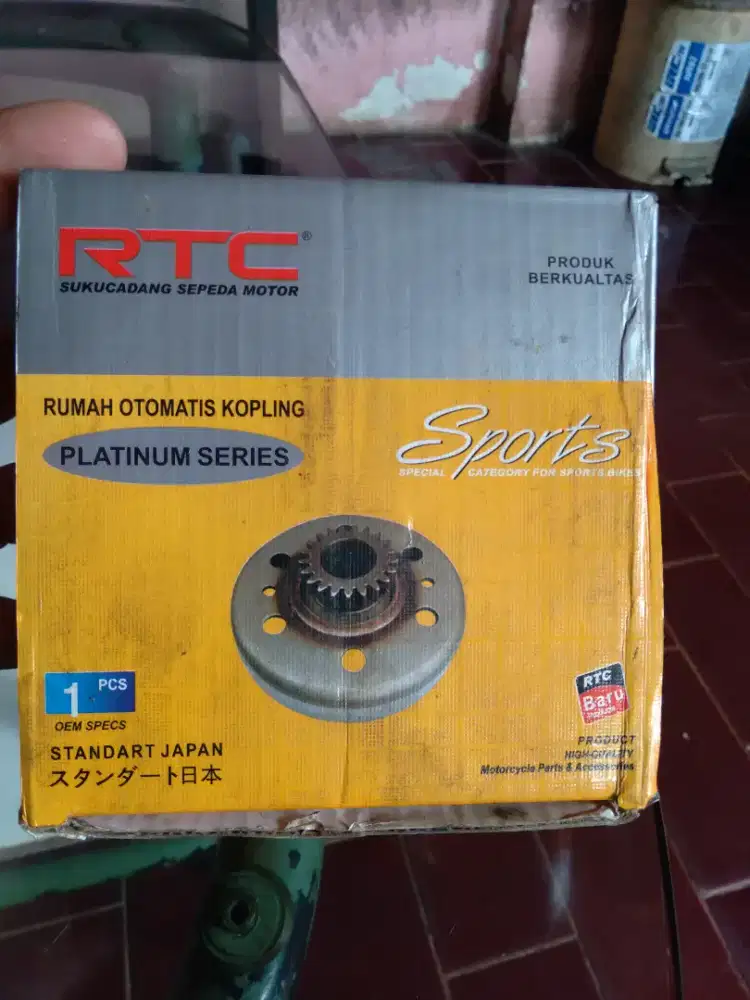 RTC®
SUKUCADANG SEPEDA MOTOR
PRODUK
BERKUALTAS
RUMAH OTOMATIS KOPLING
PLATINUM SERIES
Sports
SPECIAL CATEGORY FOR SPORTS BIKES
1 PCS
OEM SPECS
STANDART JAPAN
スタンダート日本
RTC
Baru
PRODUCT
HIGH-QUALITY
Motorcycle Parts & Accessories
RTC